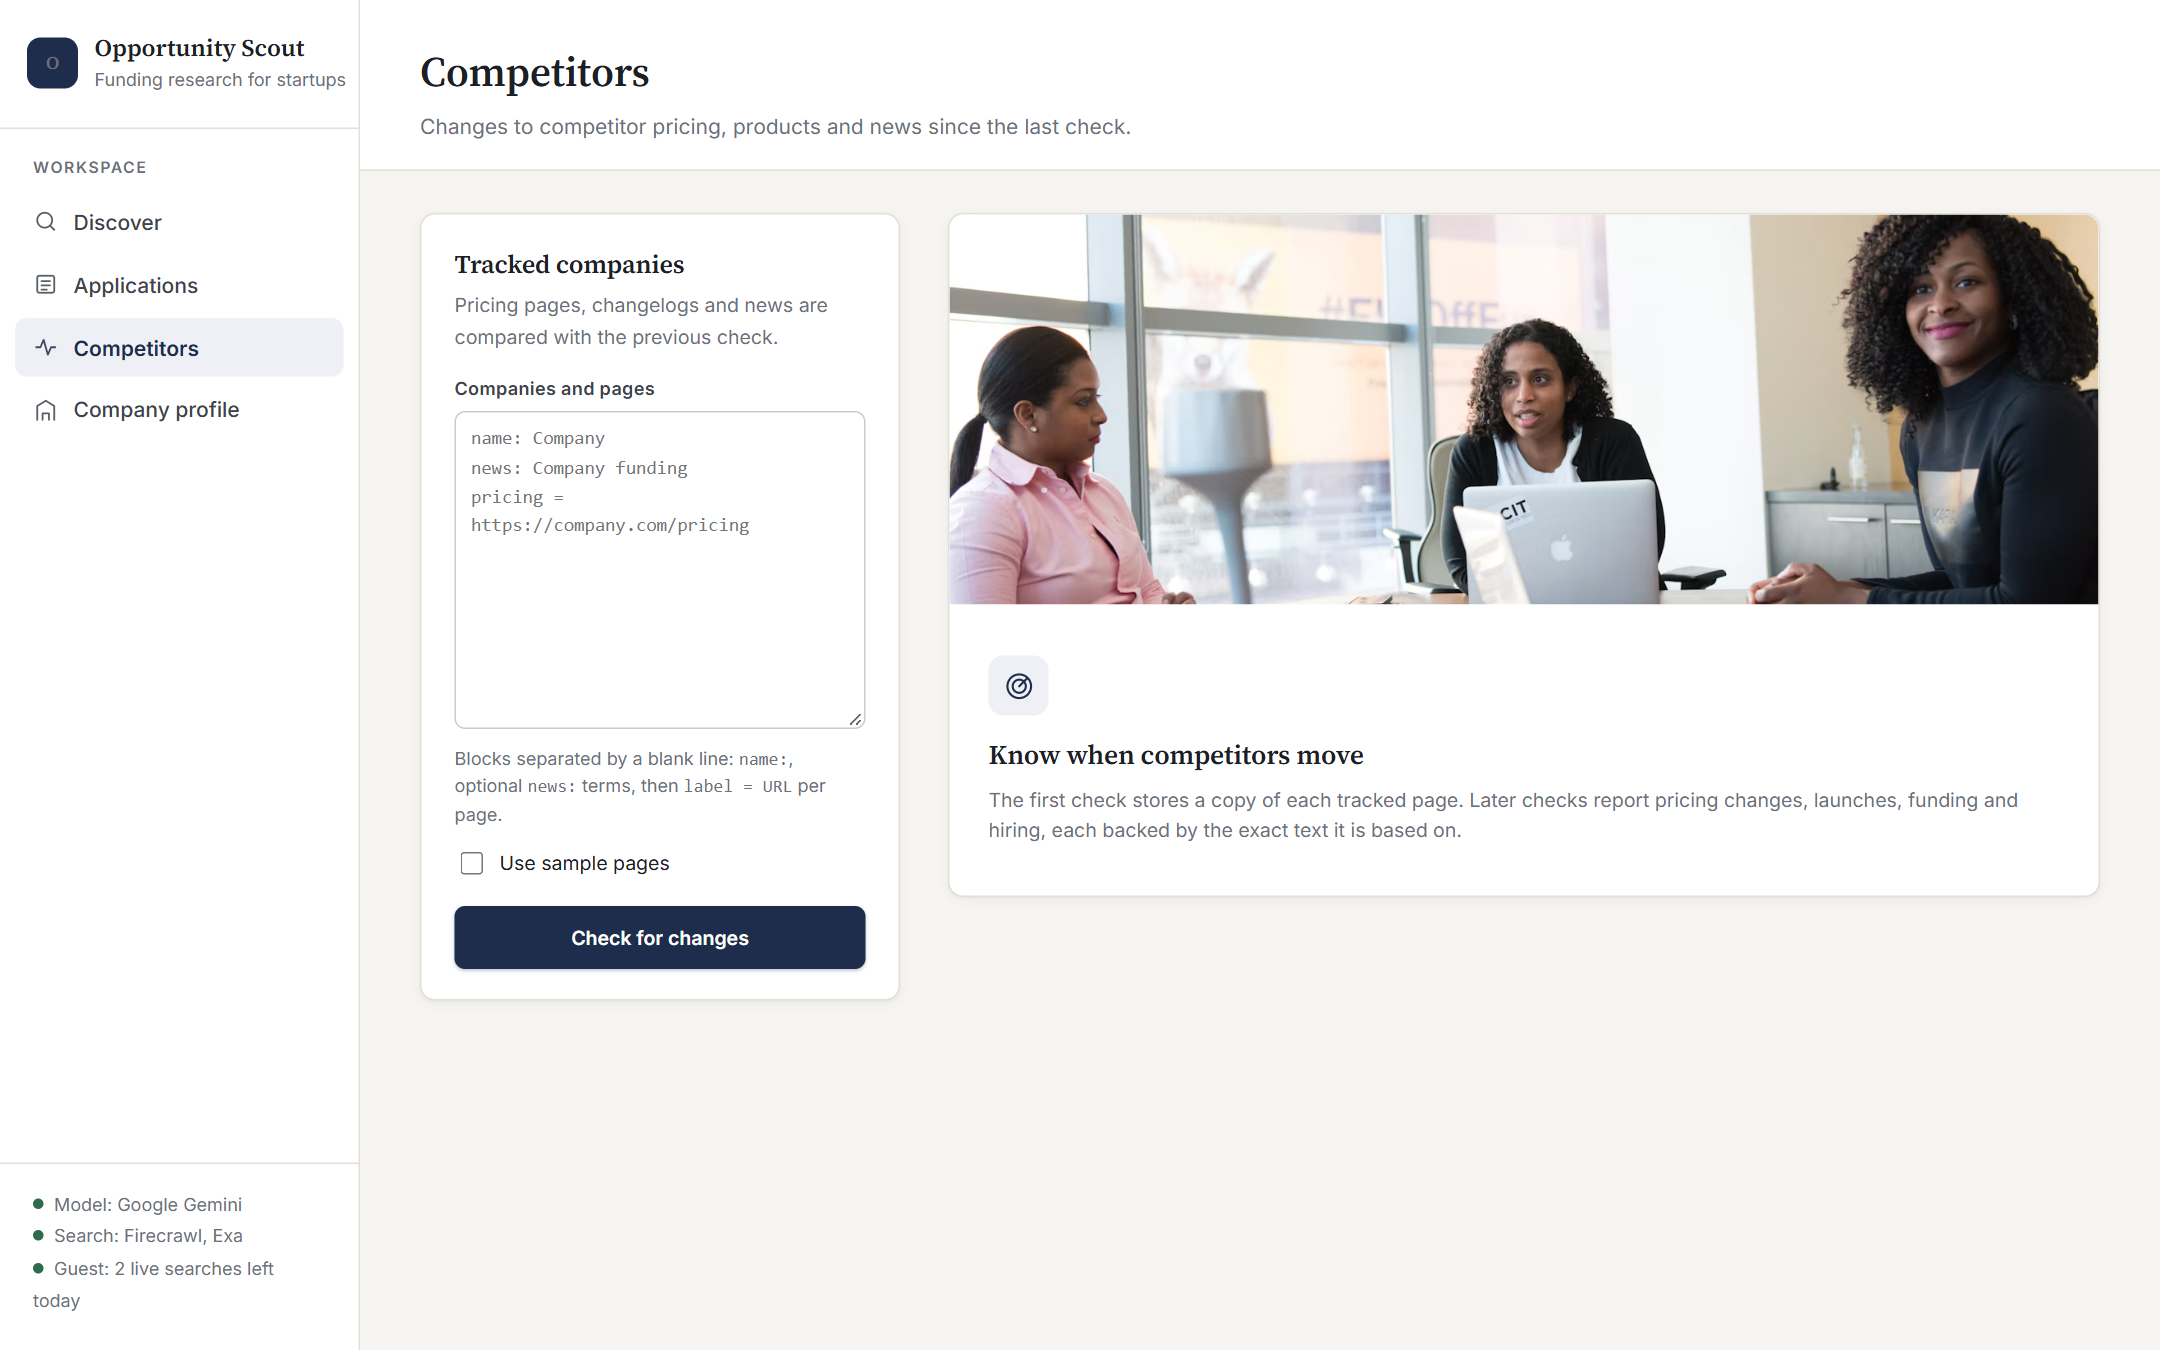 O
Opportunity Scout
Funding research for startups
WORKSPACE
Discover
Applications
Competitors
Company profile
Model: Google Gemini
Search: Firecrawl, Exa
Guest: 2 live searches left
today
Competitors
Changes to competitor pricing, products and news since the last check.
Tracked companies
Pricing pages, changelogs and news are
compared with the previous check.
Companies and pages
name: Company
news: Company funding
pricing =
https://company.com/pricing
Blocks separated by a blank line: name:,
optional news: terms, then label = URL per
page.
Use sample pages
Check for changes
CIT
Know when competitors move
The first check stores a copy of each tracked page. Later checks report pricing changes, launches, funding and
hiring, each backed by the exact text it is based on.